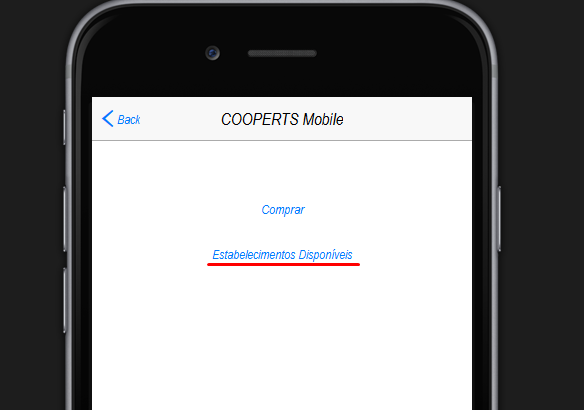 Back
COOPERTS Mobile
Comprar
Estabelecimentos Disponíveis